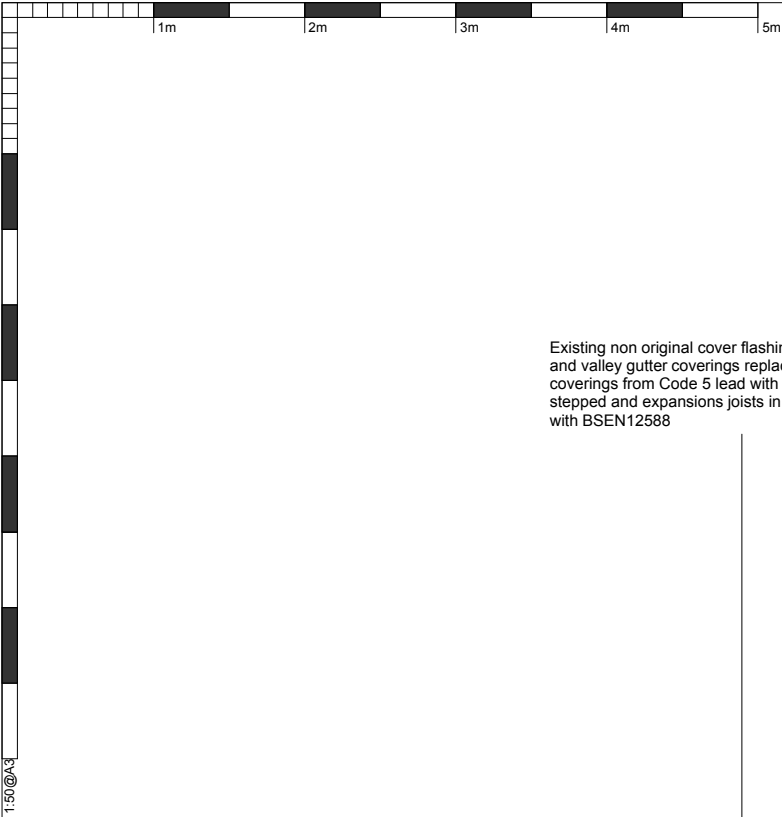 1m 2m 3m 4m 5m
Existing non original cover flashin
and valley gutter coverings replac
coverings from Code 5 lead with
stepped and expansions joists in
with BSEN12588
1:50@A3